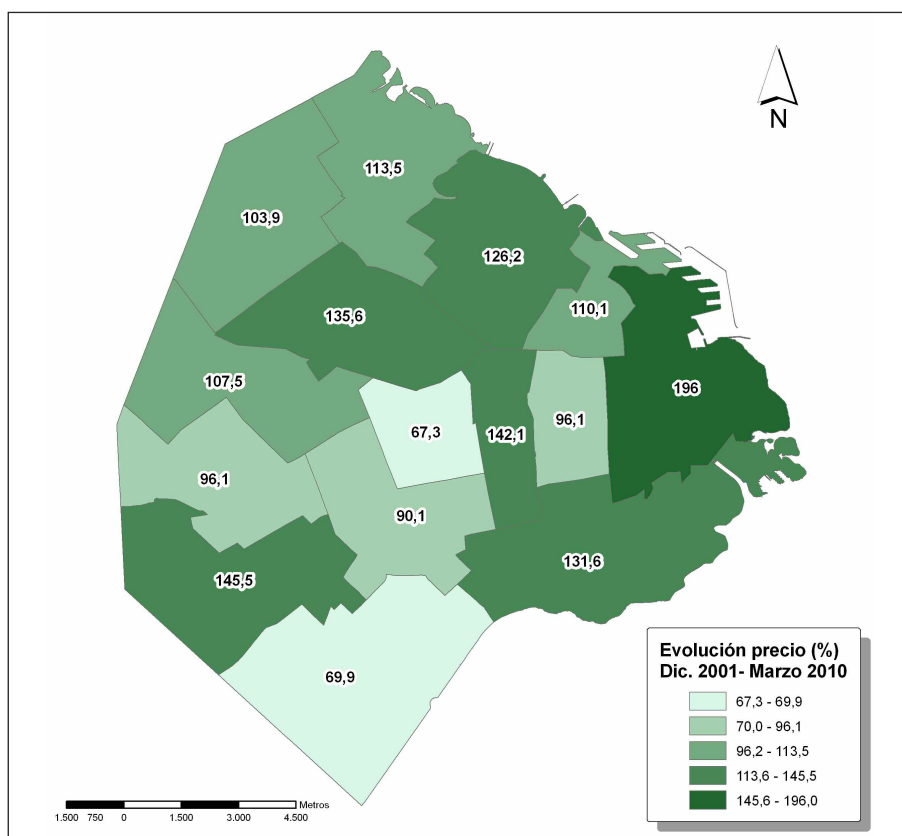 N
113,5
103,9
126,2
110,1
135,6
107,5
196
67,3
142,1
96,1
96,1
90,1
145,5
131,6
69,9
Evolución precio (%)
Dic. 2001- Marzo 2010
67,3 - 69,9
70,0 - 96,1
96,2 - 113,5
113,6 - 145,5
145,6 - 196,0
Metros
1.500 750 0 1.500 3.000 4.500